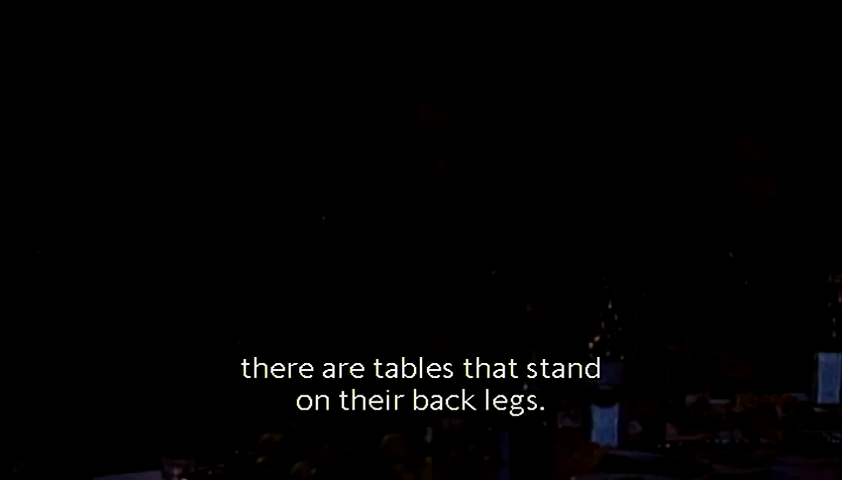 there are tables that stand
on their back legs.